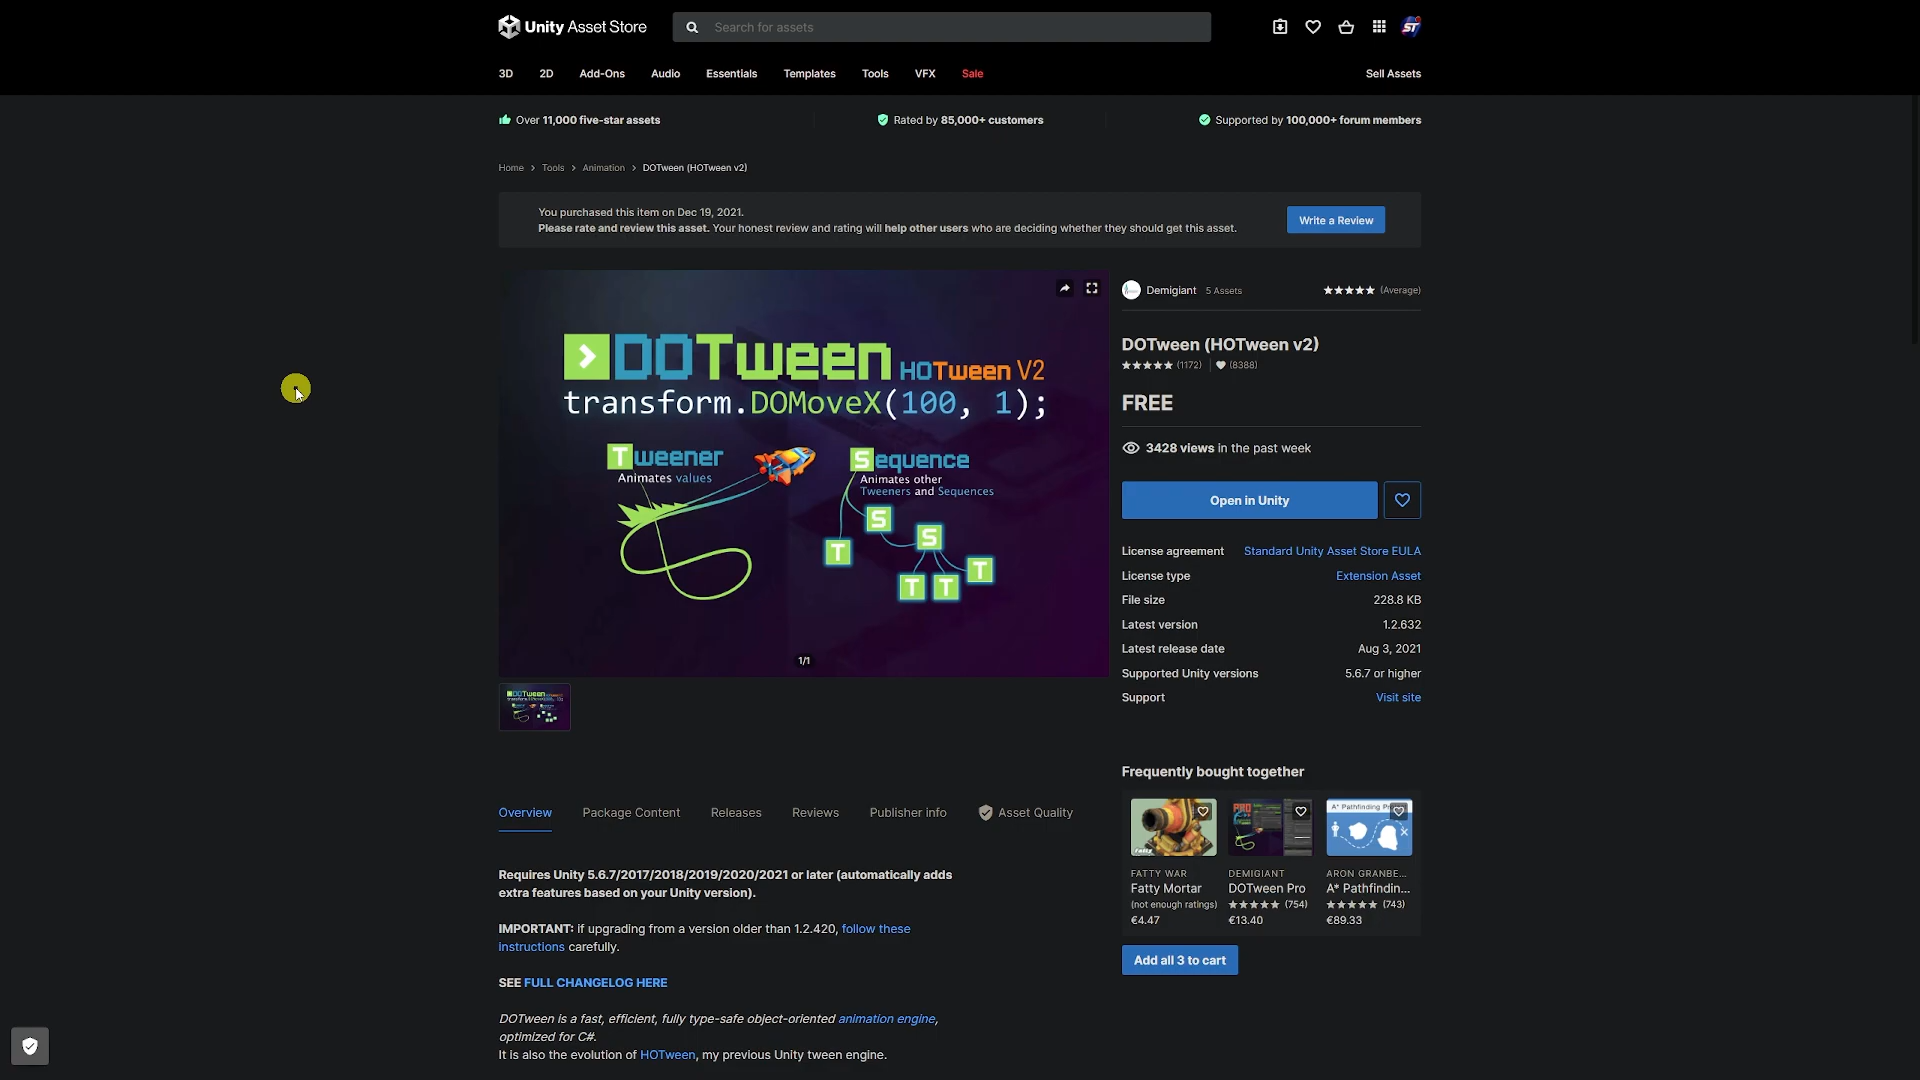 Unity Asset Store
Search for assets
ST
3D 2D Add-Ons Audio Essentials Templates Tools VFX Sale Sell Assets
Over 11,000 five-star assets
Rated by 85,000+ customers
Supported by 100,000+ forum members
Home > Tools > Animation > DOTween (HOTween v2)
You purchased this item on Dec 19, 2021.
Please rate and review this asset. Your honest review and rating will help other users who are deciding whether they should get this asset.
Write a Review
DOTween HOTween V2
transform.DOMoveX(100, 1);
Tweener
Animates values
Sequence
Animates other
Tweeners and Sequences
S
S
T
T
T T
1/1
Demigiant 5 Assets (Average)
DOTween (HOTween v2)
(1172) (8388)
FREE
3428 views in the past week
Open in Unity
License agreement Standard Unity Asset Store EULA
License type Extension Asset
File size 228.8 KB
Latest version 1.2.632
Latest release date Aug 3, 2021
Supported Unity versions 5.6.7 or higher
Support Visit site
Overview Package Content Releases Reviews Publisher info Asset Quality
Requires Unity 5.6.7/2017/2018/2019/2020/2021 or later (automatically adds
extra features based on your Unity version).
IMPORTANT: if upgrading from a version older than 1.2.420, follow these
instructions carefully.
SEE FULL CHANGELOG HERE
DOTween is a fast, efficient, fully type-safe object-oriented animation engine,
optimized for C#.
It is also the evolution of HOTween, my previous Unity tween engine.
Frequently bought together
FATTY WAR
Fatty Mortar
(not enough ratings)
€4.47
DEMIGIANT
DOTween Pro
(754)
€13.40
ARON GRANBE...
A* Pathfindin...
(743)
€89.33
Add all 3 to cart